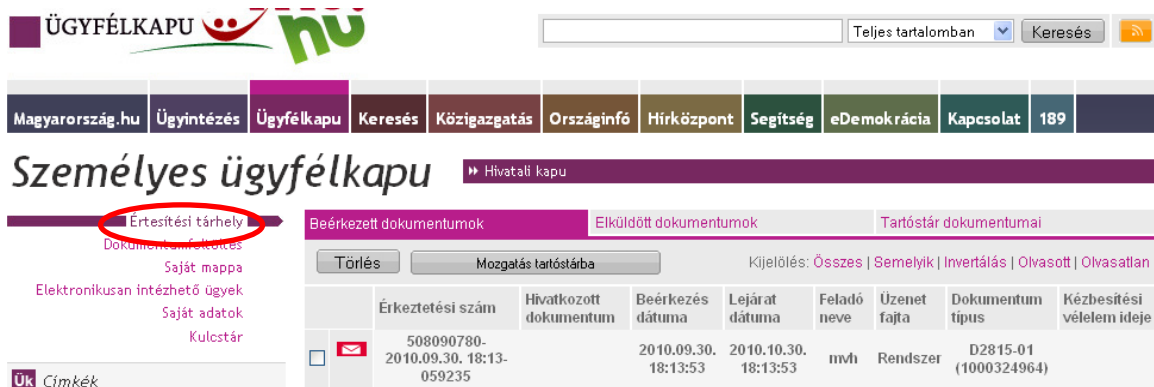 ÜGYFÉLKAPU
Teljes tartalomban Keresés
Magyarország.hu Ügyintézés Ügyfélkapu Keresés Közigazgatás Országinfó Hírközpont Segítség eDemokrácia Kapcsolat 189
Személyes ügyfélkapu
Hivatali kapu
Értesítési tárhely
Dokumentumfeltöltés
Saját mappa
Elektronikusan intézhető ügyek
Saját adatok
Kulcstár
Ük Címkék
Beérkezett dokumentumok Elküldött dokumentumok Tartóstár dokumentumai
Törlés Mozgatás tartóstárba Kijelölés: Összes | Semelyik | Invertálás | Olvasott | Olvasatlan
Érkeztetési szám Hivatkozott dokumentum Beérkezés dátuma Lejárat dátuma Feladó neve Üzenet fajta Dokumentum típus Kézbesítési vélelem ideje
508090780-2010.09.30. 18:13-059235 2010.09.30. 18:13:53 2010.10.30. 18:13:53 mvh Rendszer D2815-01 (1000324964)